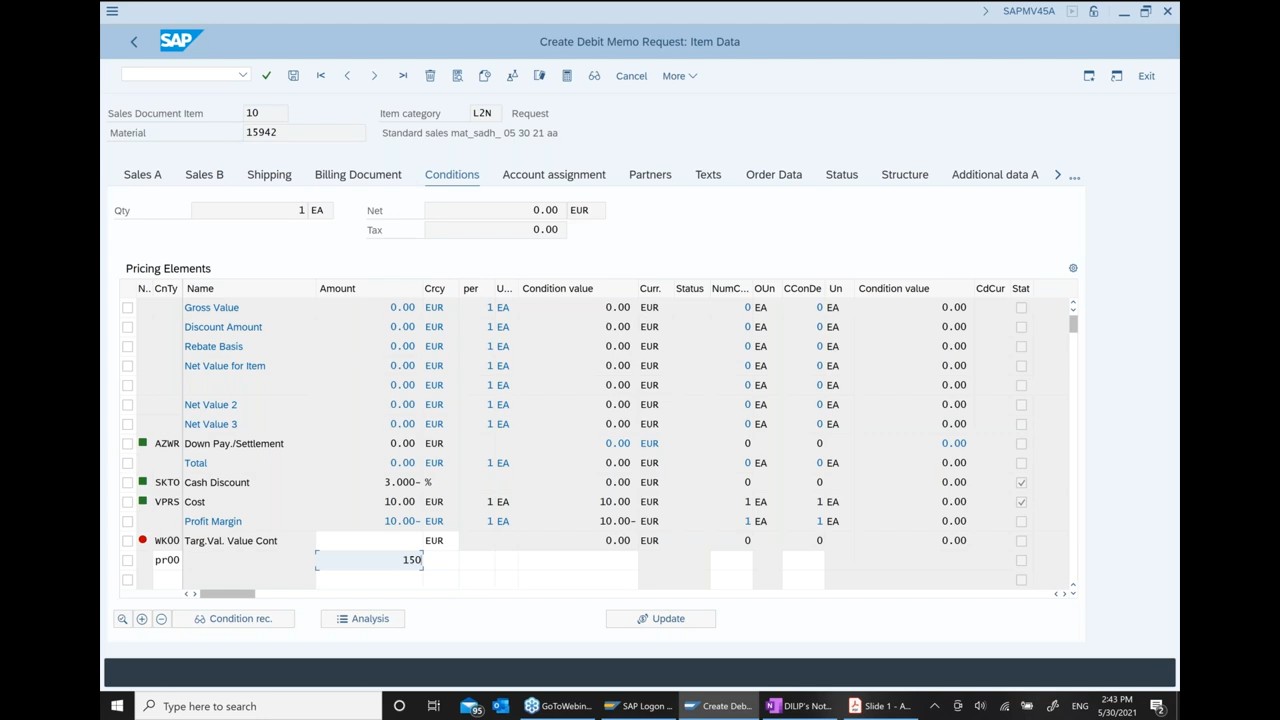 SAPMV45A
SAP Create Debit Memo Request: Item Data
Cancel More Exit
Sales Document Item 10 Item category L2N Request
Material 15942 Standard sales mat_sadh_ 05 30 21 aa
Sales A Sales B Shipping Billing Document Conditions Account assignment Partners Texts Order Data Status Structure Additional data A ...
Qty 1 EA Net 0.00 EUR
Tax 0.00
Pricing Elements
N.. CnTy Name Amount Crcy per U... Condition value Curr. Status NumC... OUn CConDe Un Condition value CdCur Stat
Gross Value 0.00 EUR 1 EA 0.00 EUR 0 EA 0 EA 0.00
Discount Amount 0.00 EUR 1 EA 0.00 EUR 0 EA 0 EA 0.00
Rebate Basis 0.00 EUR 1 EA 0.00 EUR 0 EA 0 EA 0.00
Net Value for Item 0.00 EUR 1 EA 0.00 EUR 0 EA 0 EA 0.00
0.00 EUR 1 EA 0.00 EUR 0 EA 0 EA 0.00
Net Value 2 0.00 EUR 1 EA 0.00 EUR 0 EA 0 EA 0.00
Net Value 3 0.00 EUR 1 EA 0.00 EUR 0 EA 0 EA 0.00
AZWR Down Pay./Settlement 0.00 EUR 0.00 EUR 0 0 0.00
Total 0.00 EUR 1 EA 0.00 EUR 0 EA 0 EA 0.00
SKTO Cash Discount 3.000- % 0.00 EUR 0 0 0.00
VPRS Cost 10.00 EUR 1 EA 10.00 EUR 1 EA 1 EA 0.00
Profit Margin 10.00- EUR 1 EA 10.00- EUR 1 EA 1 EA 0.00
WK00 Targ.Val. Value Cont EUR 0.00 EUR 0 0 0.00
pr00 150
Condition rec. Analysis Update
Type here to search 95 GoToWebin... SAP Logon ... Create Deb... DILIP's Not... Slide 1 - A... ENG 2:43 PM
5/30/2021 2